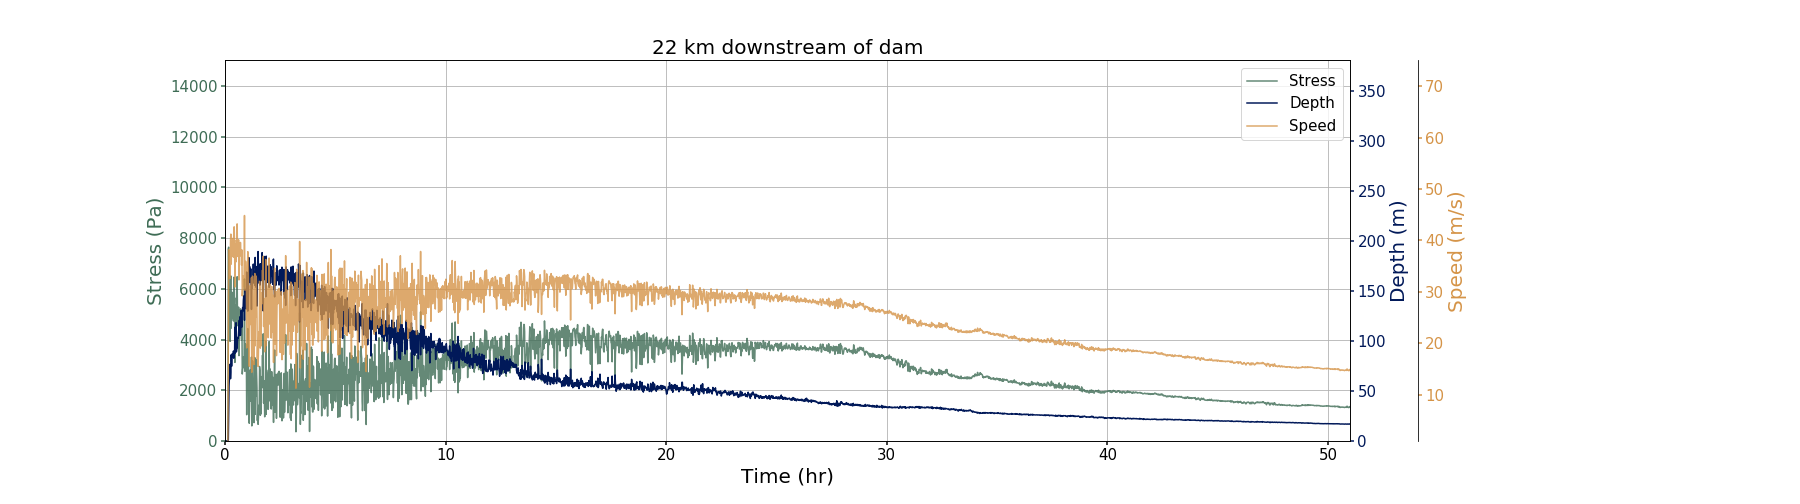 22 km downstream of dam
Stress (Pa)
14000
12000
10000
8000
6000
4000
2000
0
0 10 20 30 40 50
Time (hr)
Stress
Depth
Speed
350
300
250
200
150
100
50
0
Depth (m)
70
60
50
40
30
20
10
Speed (m/s)